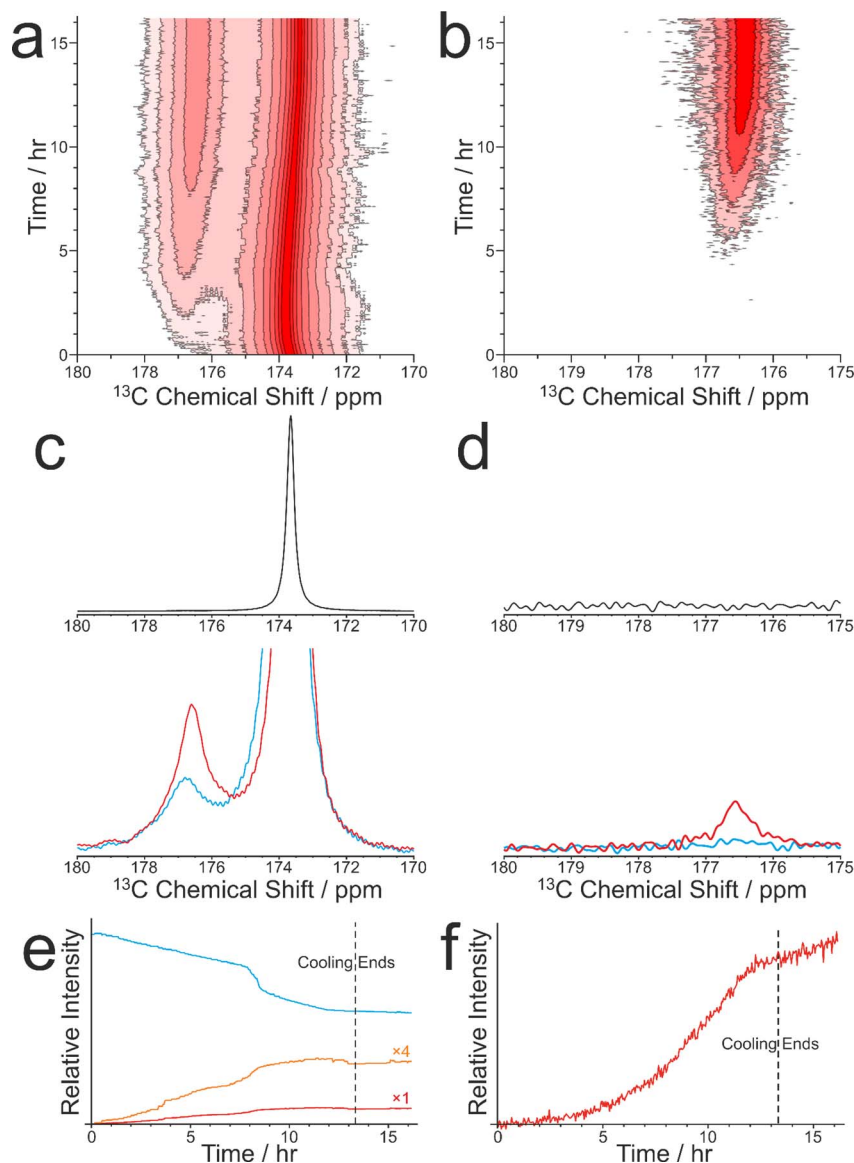 a
b
15
10
5
0
Time / hr
180 178 176 174 172 170
¹³C Chemical Shift / ppm
15
10
5
0
Time / hr
180 179 178 177 176 175
¹³C Chemical Shift / ppm
c
d
180 178 176 174 172 170
180 179 178 177 176 175
180 178 176 174 172 170
¹³C Chemical Shift / ppm
180 179 178 177 176 175
¹³C Chemical Shift / ppm
e
Relative Intensity
Cooling Ends
×4
×1
0 5 10 15
Time / hr
f
Relative Intensity
Cooling Ends
0 5 10 15
Time / hr